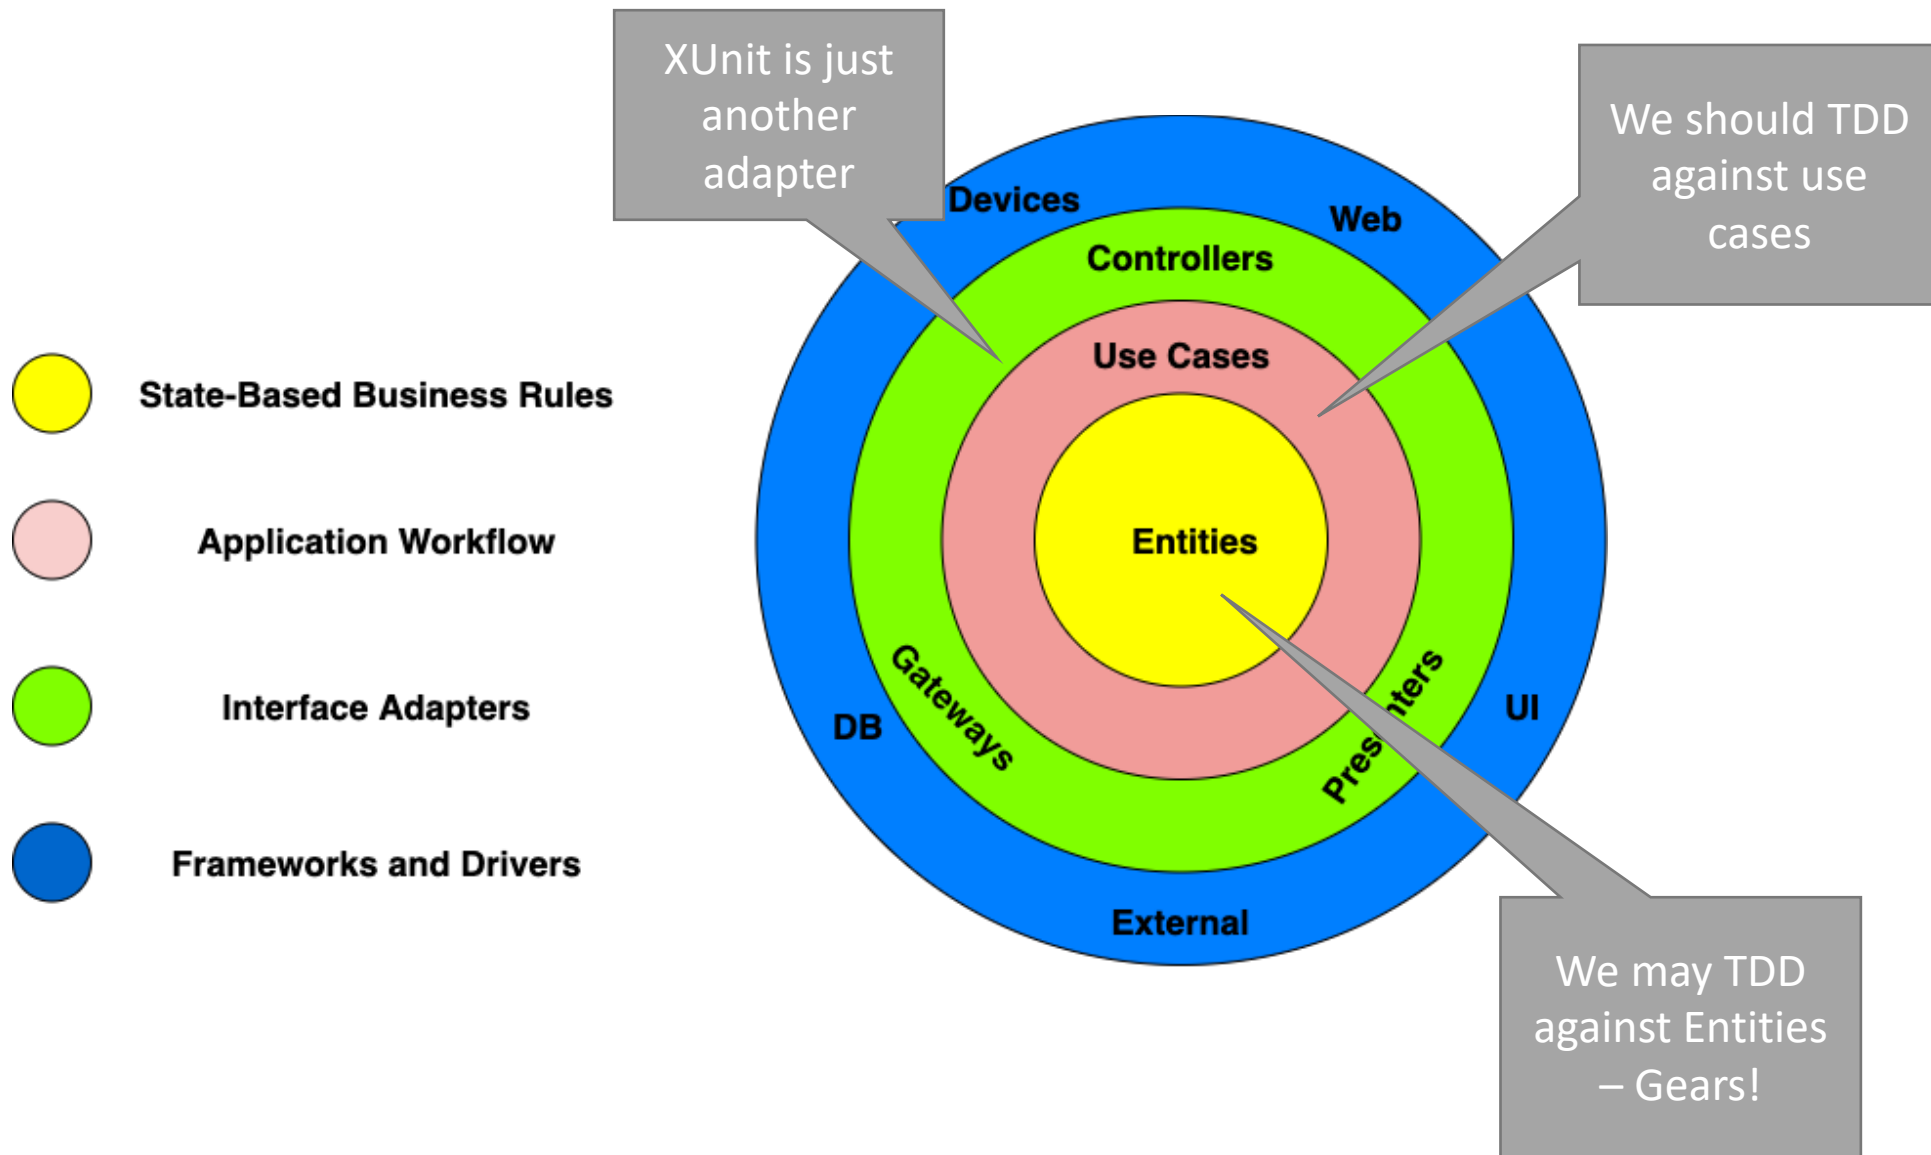 XUnit is just
another
adapter
We should TDD
against use
cases
Devices
Web
Controllers
Use Cases
State-Based Business Rules
Application Workflow
Entities
Interface Adapters
Gateways
DB
UI
Frameworks and Drivers
External
We may TDD
against Entities
– Gears!